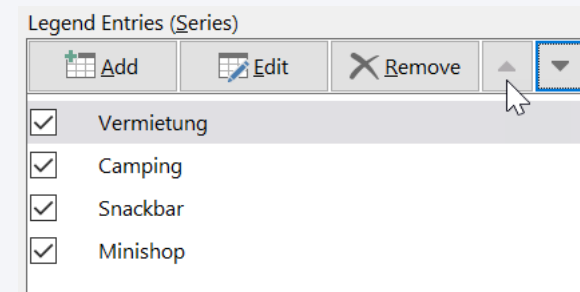 Legend Entries (Series)
Add Edit Remove
Vermietung
Camping
Snackbar
Minishop